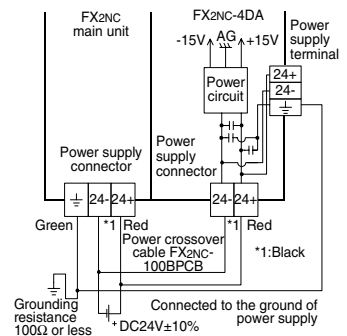 FX2NC
main unit
FX2NC-4DA
-15V
AG
+15V
Power
supply
terminal
Power
circuit
24+
24-
Power supply
connector
Power
supply
connector
24-
24+
24-
24+
Green
*1
Red
*1
Red
Power crossover
cable FX2NC-
100BPCB
*1:Black
Grounding
resistance
100Ω or less
+DC24V±10%
Connected to the ground of
power supply